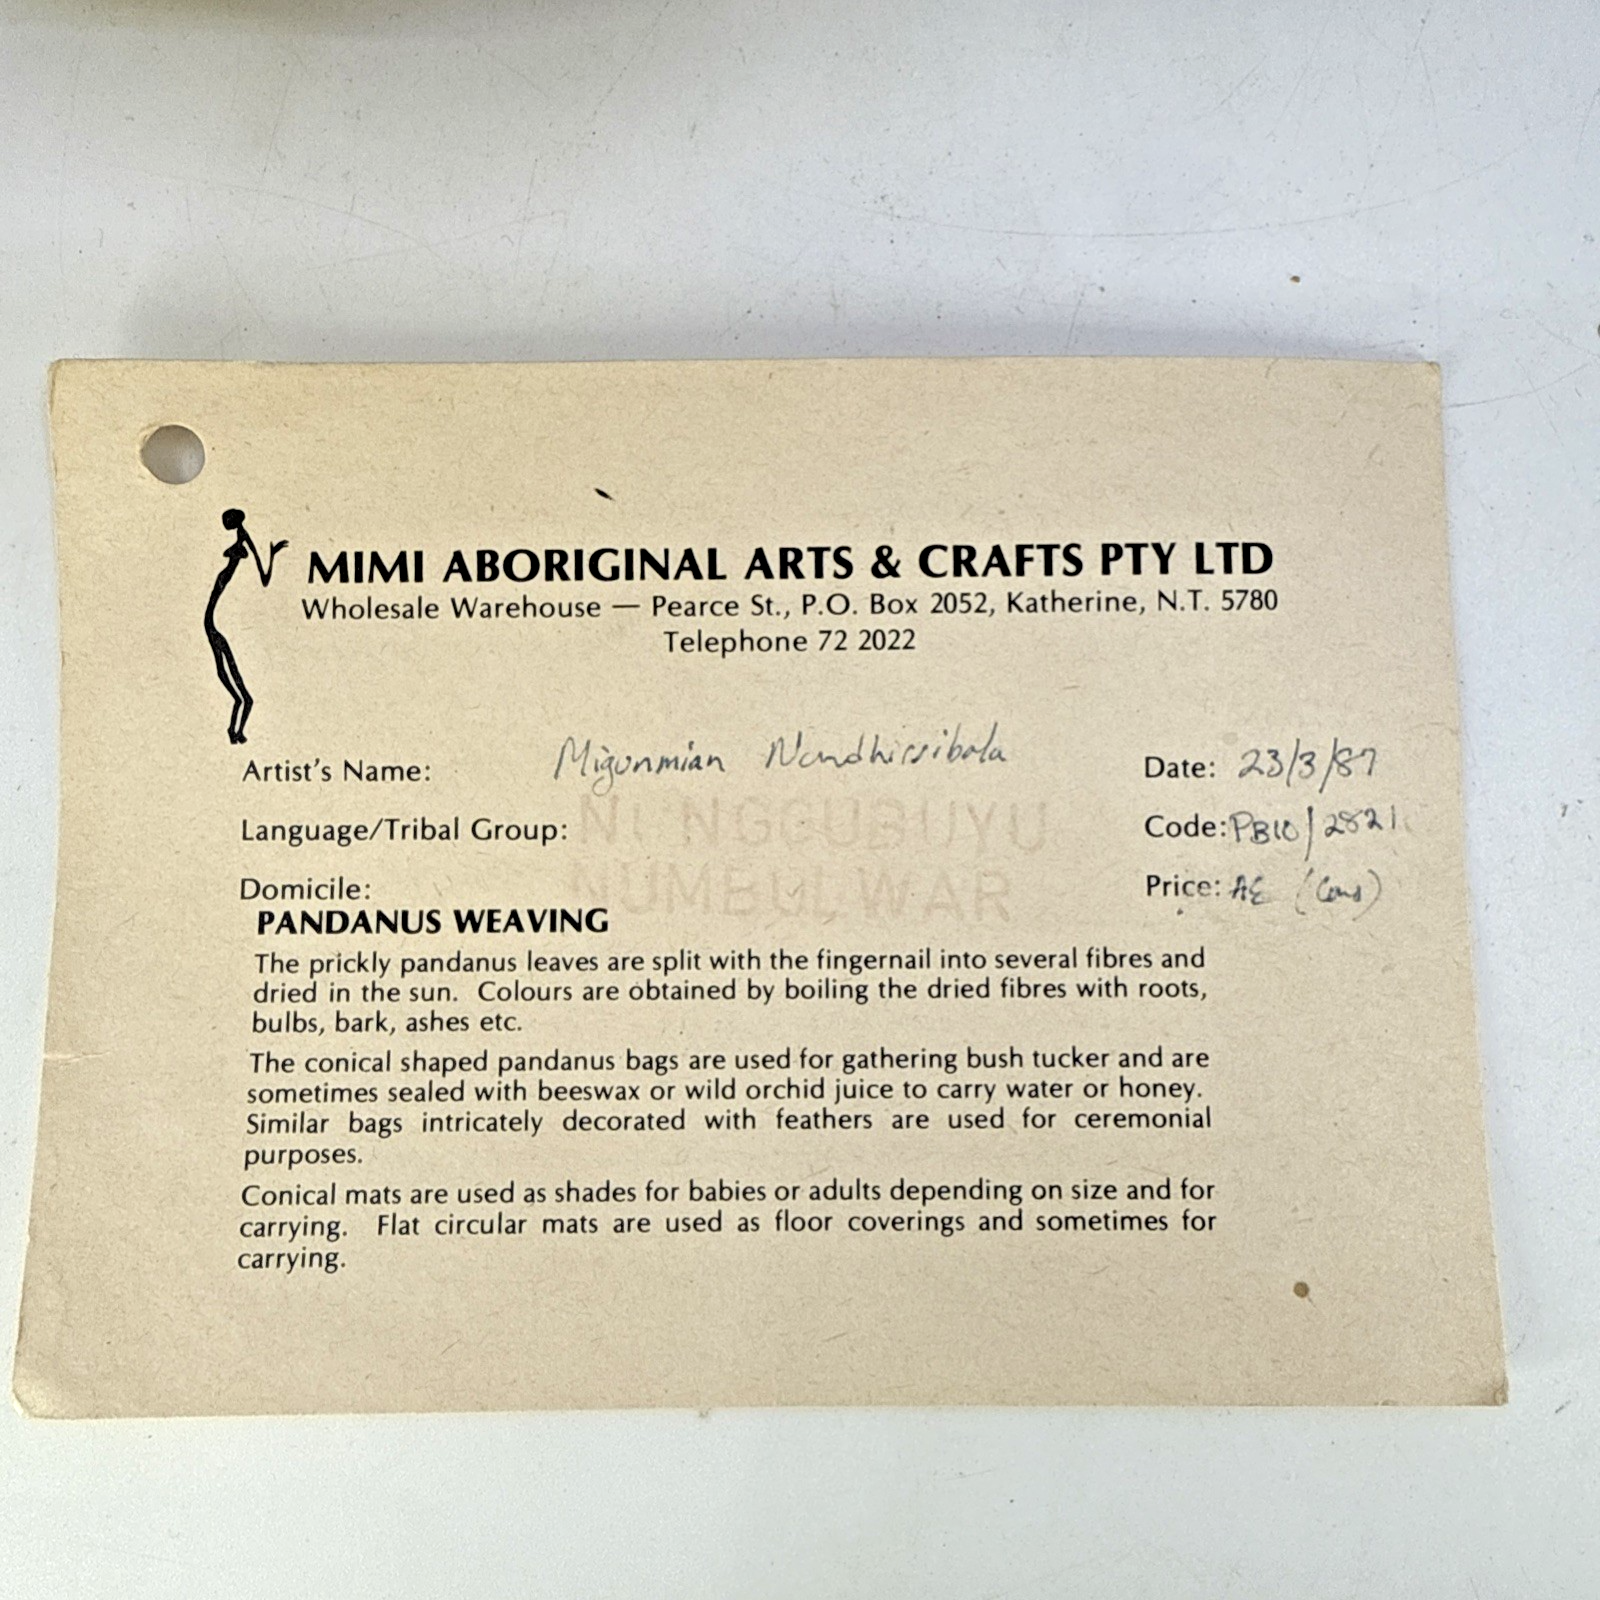 MIMI ABORIGINAL ARTS & CRAFTS PTY LTD
Wholesale Warehouse — Pearce St., P.O. Box 2052, Katherine, N.T. 5780
Telephone 72 2022
Artist's Name: Migunmian Date: 23/3/87
Language/Tribal Group: NUNGGUBUYU Code: PB10/2821
Domicile: NUMBULWAR Price: AE
PANDANUS WEAVING
The prickly pandanus leaves are split with the fingernail into several fibres and
dried in the sun. Colours are obtained by boiling the dried fibres with roots,
bulbs, bark, ashes etc.
The conical shaped pandanus bags are used for gathering bush tucker and are
sometimes sealed with beeswax or wild orchid juice to carry water or honey.
Similar bags intricately decorated with feathers are used for ceremonial
purposes.
Conical mats are used as shades for babies or adults depending on size and for
carrying. Flat circular mats are used as floor coverings and sometimes for
carrying.